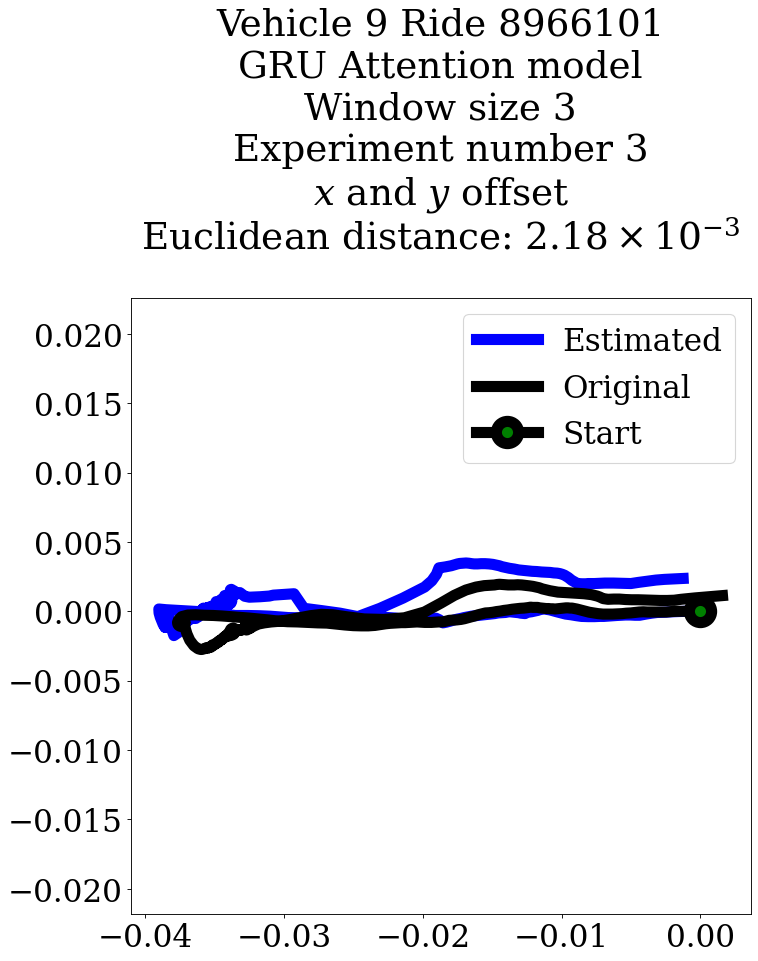 Vehicle 9 Ride 8966101
GRU Attention model
Window size 3
Experiment number 3
x and y offset
Euclidean distance: 2.18 × 10⁻³
Estimated
Original
Start
0.020
0.015
0.010
0.005
0.000
−0.005
−0.010
−0.015
−0.020
−0.04 −0.03 −0.02 −0.01 0.00